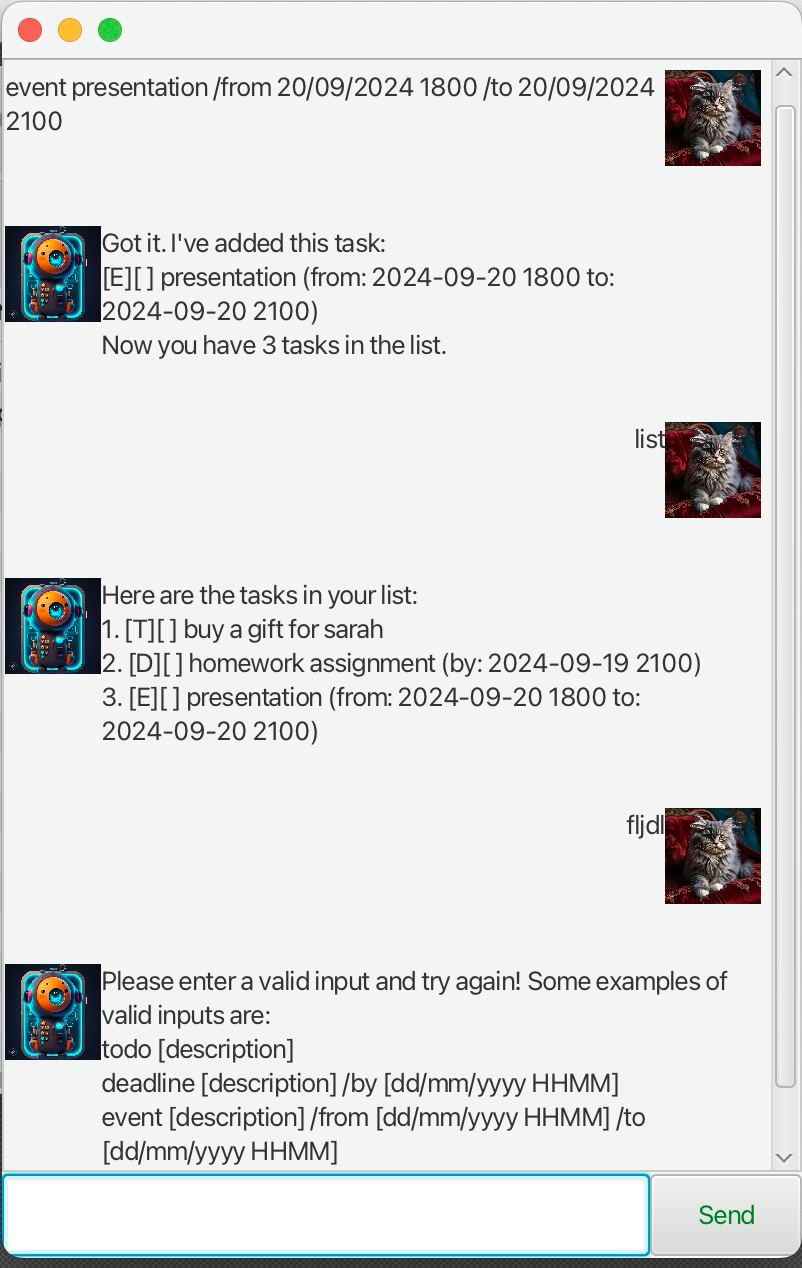 event presentation /from 20/09/2024 1800 /to 20/09/2024
2100
Got it. I've added this task:
[E][ ] presentation (from: 2024-09-20 1800 to:
2024-09-20 2100)
Now you have 3 tasks in the list.
list
Here are the tasks in your list:
1. [T][ ] buy a gift for sarah
2. [D][ ] homework assignment (by: 2024-09-19 2100)
3. [E][ ] presentation (from: 2024-09-20 1800 to:
2024-09-20 2100)
fljdl
Please enter a valid input and try again! Some examples of
valid inputs are:
todo [description]
deadline [description] /by [dd/mm/yyyy HHMM]
event [description] /from [dd/mm/yyyy HHMM] /to
[dd/mm/yyyy HHMM]
Send